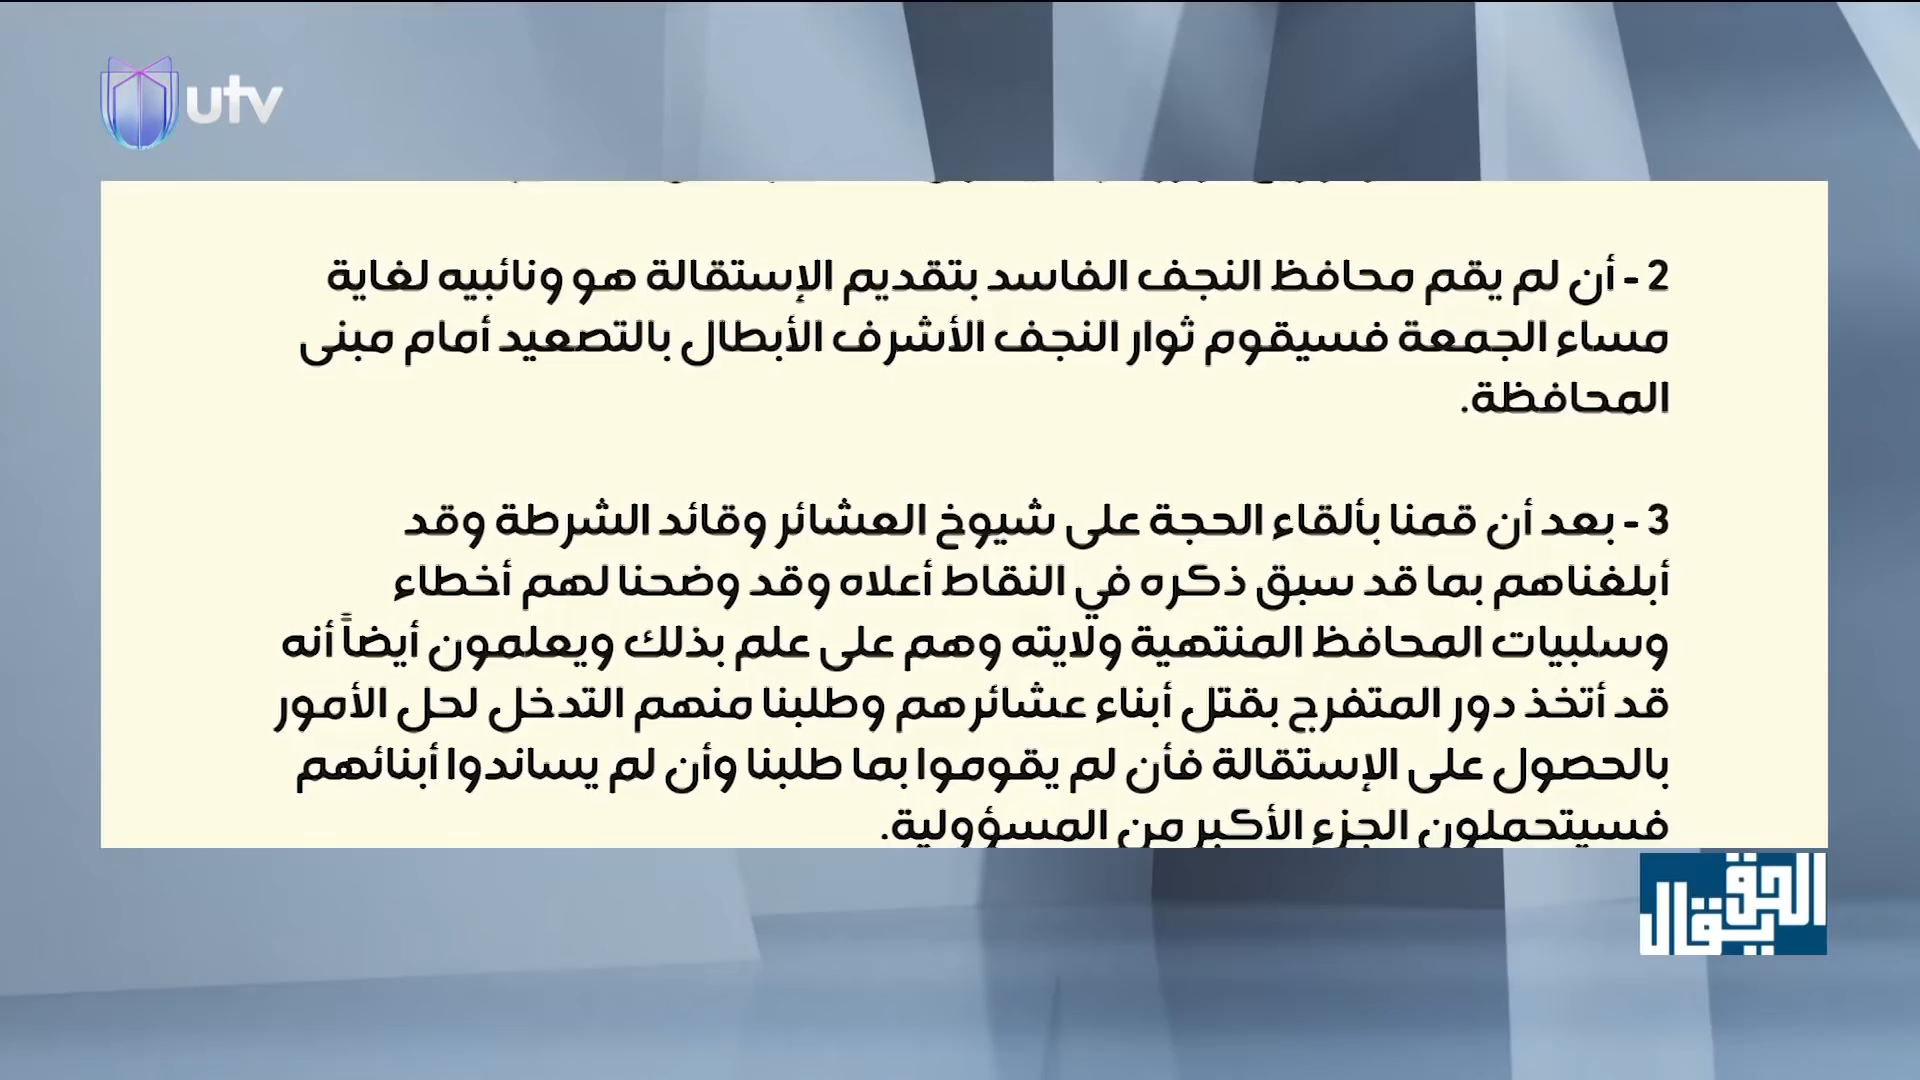 utv
2 - أن لم يقم محافظ النجف الفاسد بتقديم الإستقالة هو ونائبيه لغاية
مساء الجمعة فسيقوم ثوار النجف الأشرف الأبطال بالتصعيد أمام مبنى
المحافظة.
3 - بعد أن قمنا بألقاء الحجة على شيوخ العشائر وقائد الشرطة وقد
أبلغناهم بما قد سبق ذكره في النقاط أعلاه وقد وضحنا لهم أخطاء
وسلبيات المحافظ المنتهية ولايته وهم على علم بذلك ويعلمون أيضاً أنه
قد أتخذ دور المتفرج بقتل أبناء عشائرهم وطلبنا منهم التدخل لحل الأمور
بالحصول على الإستقالة فأن لم يقوموا بما طلبنا وأن لم يساندوا أبنائهم
فسيتحملون الجزء الأكبر من المسؤولية.
الحق يقال